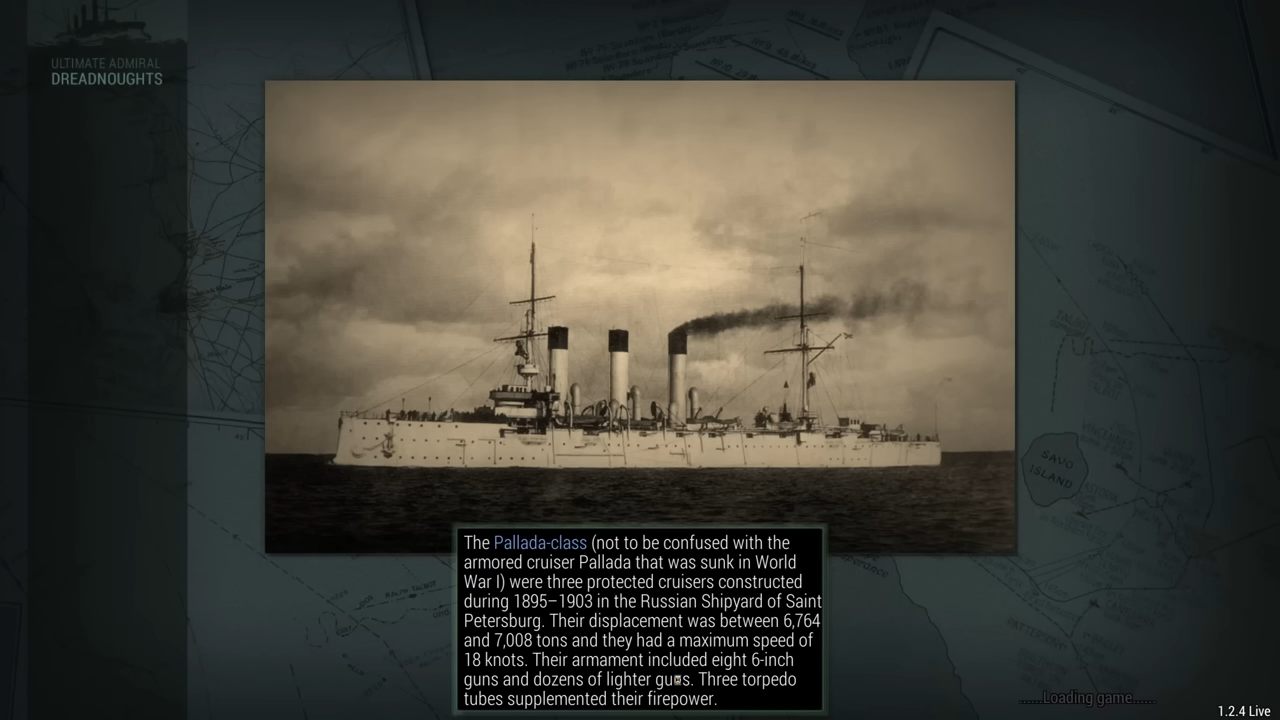 ULTIMATE ADMIRAL
DREADNOUGHTS
SAVO
ISLAND
The Pallada-class (not to be confused with the
armored cruiser Pallada that was sunk in World
War I) were three protected cruisers constructed
during 1895–1903 in the Russian Shipyard of Saint
Petersburg. Their displacement was between 6,764
and 7,008 tons and they had a maximum speed of
18 knots. Their armament included eight 6-inch
guns and dozens of lighter guns. Three torpedo
tubes supplemented their firepower.
......Loading game......
1.2.4 Live